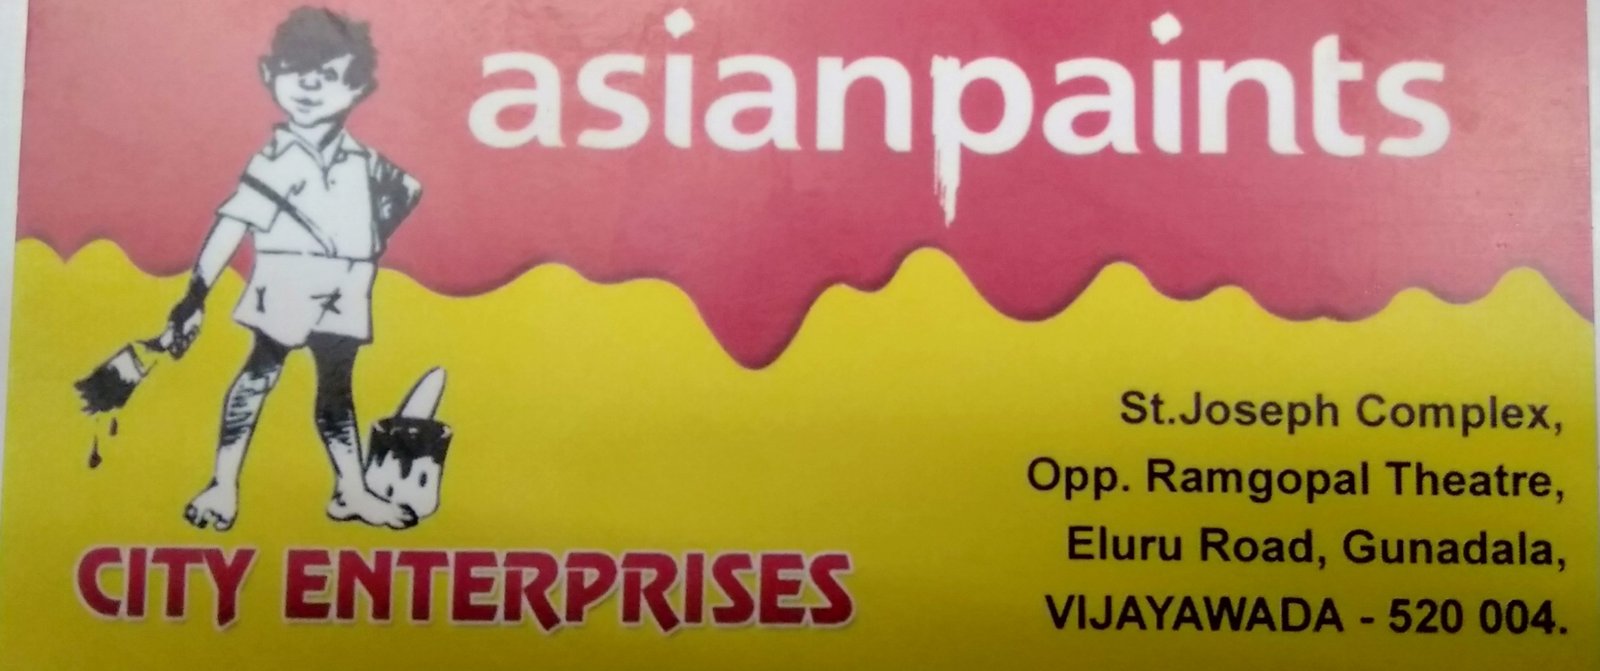 asianpaints
CITY ENTERPRISES
St.Joseph Complex,
Opp. Ramgopal Theatre,
Eluru Road, Gunadala,
VIJAYAWADA - 520 004.